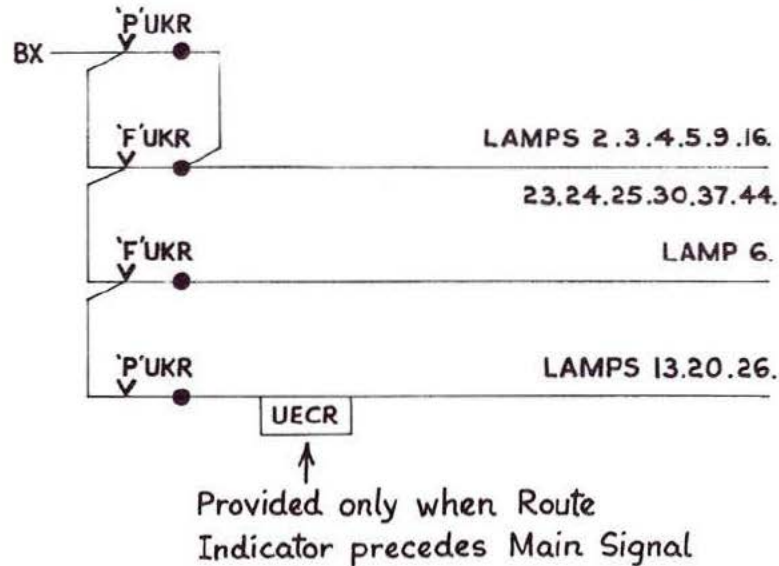 'P'UKR
BX
'F'UKR
LAMPS 2.3.4.5.9.16.
23.24.25.30.37.44.
'F'UKR
LAMP 6.
'P'UKR
LAMPS 13.20.26.
UECR
Provided only when Route
Indicator precedes Main Signal